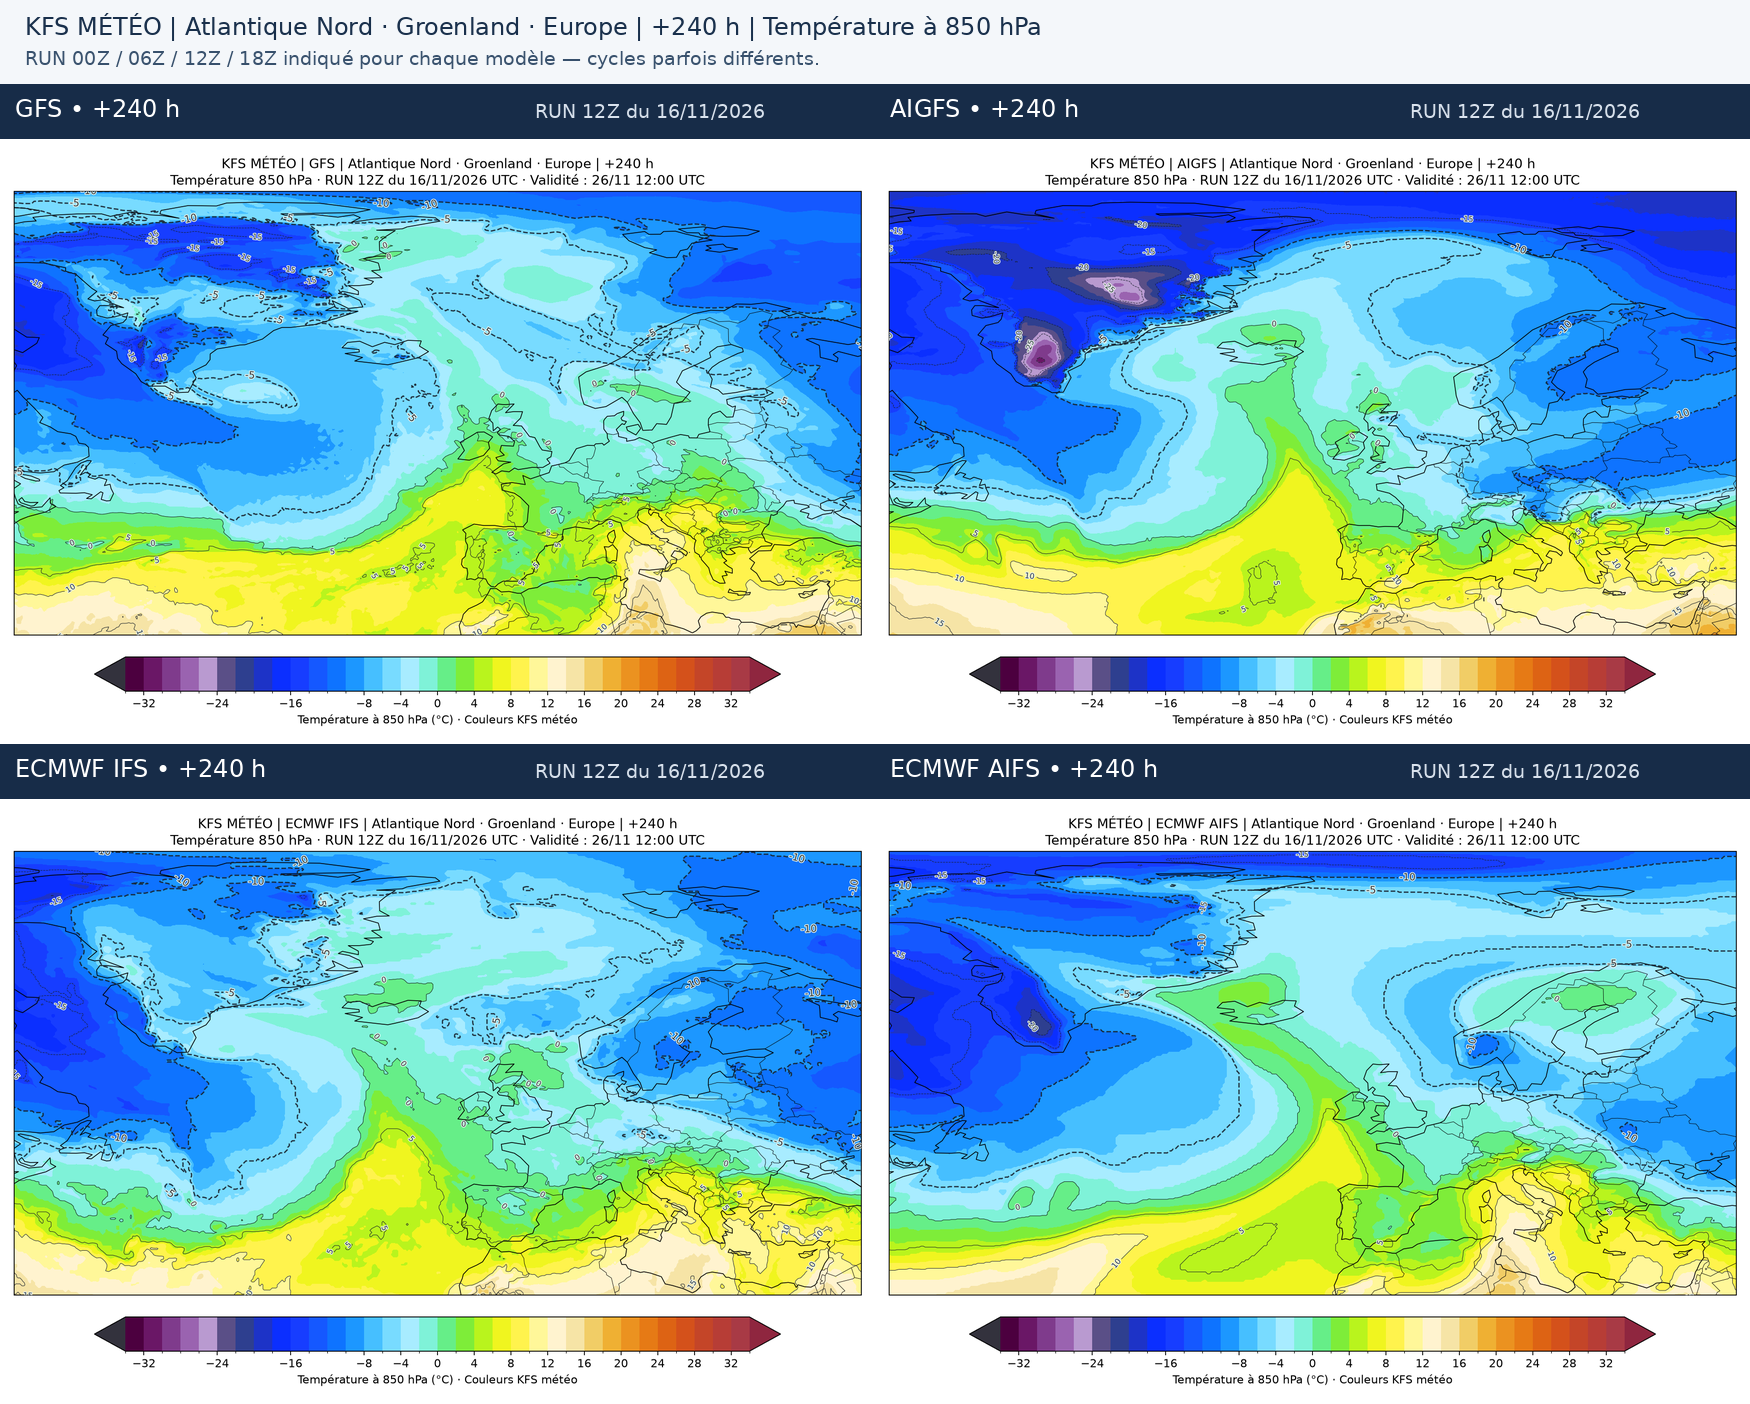 KFS MÉTÉO | Atlantique Nord · Groenland · Europe | +240 h | Température à 850 hPa
RUN 00Z / 06Z / 12Z / 18Z indiqué pour chaque modèle — cycles parfois différents.
GFS • +240 h
RUN 12Z du 16/11/2026
KFS MÉTÉO | GFS | Atlantique Nord · Groenland · Europe | +240 h
Température 850 hPa · RUN 12Z du 16/11/2026 UTC · Validité : 26/11 12:00 UTC
−32 −24 −16 −8 −4 0 4 8 12 16 20 24 28 32
Température à 850 hPa (°C) · Couleurs KFS météo
AIGFS • +240 h
RUN 12Z du 16/11/2026
KFS MÉTÉO | AIGFS | Atlantique Nord · Groenland · Europe | +240 h
Température 850 hPa · RUN 12Z du 16/11/2026 UTC · Validité : 26/11 12:00 UTC
−32 −24 −16 −8 −4 0 4 8 12 16 20 24 28 32
Température à 850 hPa (°C) · Couleurs KFS météo
ECMWF IFS • +240 h
RUN 12Z du 16/11/2026
KFS MÉTÉO | ECMWF IFS | Atlantique Nord · Groenland · Europe | +240 h
Température 850 hPa · RUN 12Z du 16/11/2026 UTC · Validité : 26/11 12:00 UTC
−32 −24 −16 −8 −4 0 4 8 12 16 20 24 28 32
Température à 850 hPa (°C) · Couleurs KFS météo
ECMWF AIFS • +240 h
RUN 12Z du 16/11/2026
KFS MÉTÉO | ECMWF AIFS | Atlantique Nord · Groenland · Europe | +240 h
Température 850 hPa · RUN 12Z du 16/11/2026 UTC · Validité : 26/11 12:00 UTC
−32 −24 −16 −8 −4 0 4 8 12 16 20 24 28 32
Température à 850 hPa (°C) · Couleurs KFS météo